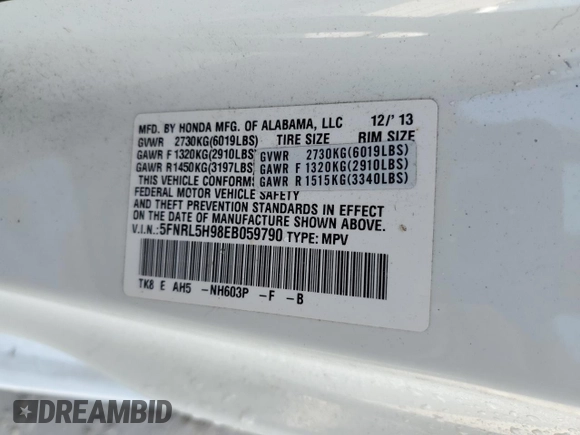 MFD. BY HONDA MFG. OF ALABAMA, LLC 12/'13
GVWR 2730KG(6019LBS) TIRE SIZE RIM SIZE
GAWR F 1320KG(2910LBS) GVWR 2730KG(6019LBS)
GAWR R1450KG(3197LBS) GAWR F 1320KG(2910LBS)
THIS VEHICLE CONFORMS GAWR R1515KG(3340LBS)
FEDERAL MOTOR VEHICLE SAFETY, BUMPER,
AND THEFT PREVENTION STANDARDS IN EFFECT
ON THE DATE OF MANUFACTURE SHOWN ABOVE.
V.I.N.: 5FNRL5H98EB059790 TYPE: MPV
TK8 E AH5 -NH603P -F -B
DREAMBID